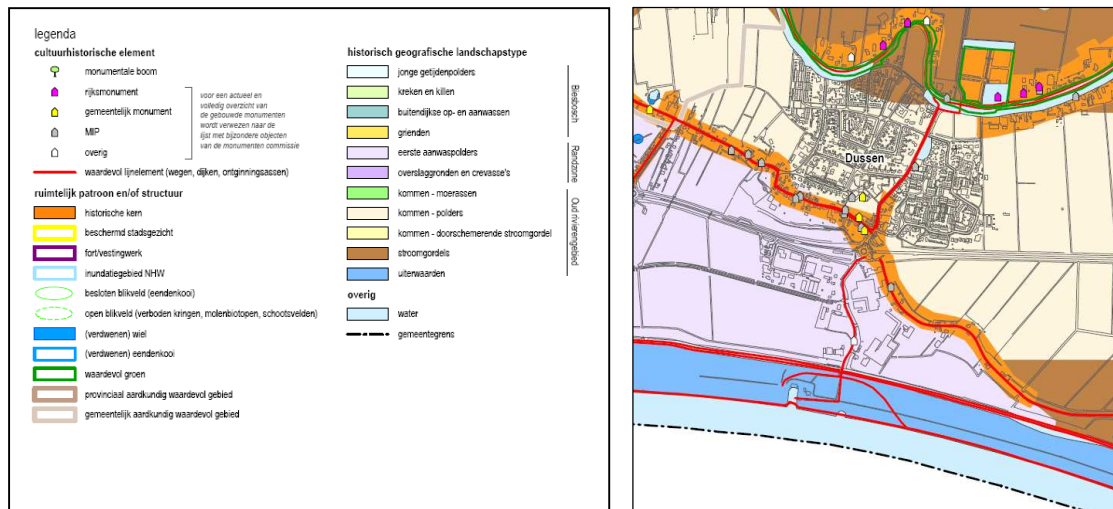 legenda
cultuurhistorische element
monumentale boom
rijksmonument
gemeentelijk monument
MIP
overig
voor een actueel en
volledig overzicht van
de gebouwde monumenten
wordt verwezen naar de
lijst met bijzondere objecten
van de monumenten commissie
waardevol lijnelement (wegen, dijken, ontginningsassen)
ruimtelijk patroon en/of structuur
historische kern
beschermd stadsgezicht
fort/vestingwerk
inundatiegebied NHW
besloten blikveld (eendenkooi)
open blikveld (verboden kringen, molenbiotopen, schootsvelden)
(verdwenen) wiel
(verdwenen) eendenkooi
waardevol groen
provinciaal aardkundig waardevol gebied
gemeentelijk aardkundig waardevol gebied
historisch geografische landschapstype
jonge getijdenpolders
kreken en killen
buitendijkse op- en aanwassen
grienden
eerste aanwaspolders
overslaggronden en crevasse's
kommen - moerassen
kommen - polders
kommen - doorschemerende stroomgordel
stroomgordels
uiterwaarden
Biesbosch
Randzone
Oud rivierengebied
overig
water
gemeentegrens
Dussen